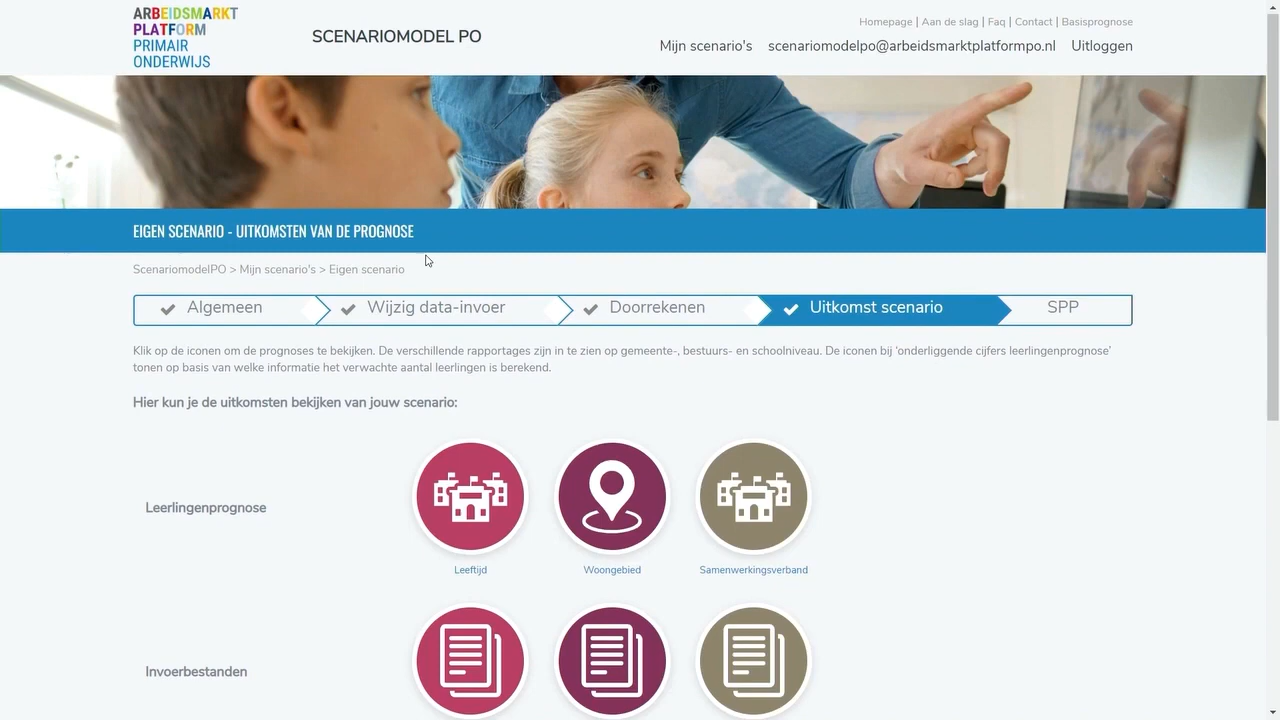 ARBEIDSMARKT
PLATFORM
PRIMAIR
ONDERWIJS
SCENARIOMODEL PO
Homepage | Aan de slag | Faq | Contact | Basisprognose
Mijn scenario's scenariomodelpo@arbeidsmarktplatformpo.nl Uitloggen
EIGEN SCENARIO - UITKOMSTEN VAN DE PROGNOSE
ScenariomodelPO > Mijn scenario's > Eigen scenario
Algemeen Wijzig data-invoer Doorrekenen Uitkomst scenario SPP
Klik op de iconen om de prognoses te bekijken. De verschillende rapportages zijn in te zien op gemeente-, bestuurs- en schoolniveau. De iconen bij ‘onderliggende cijfers leerlingenprognose’
tonen op basis van welke informatie het verwachte aantal leerlingen is berekend.
Hier kun je de uitkomsten bekijken van jouw scenario:
Leerlingenprognose
Leeftijd Woongebied Samenwerkingsverband
Invoerbestanden